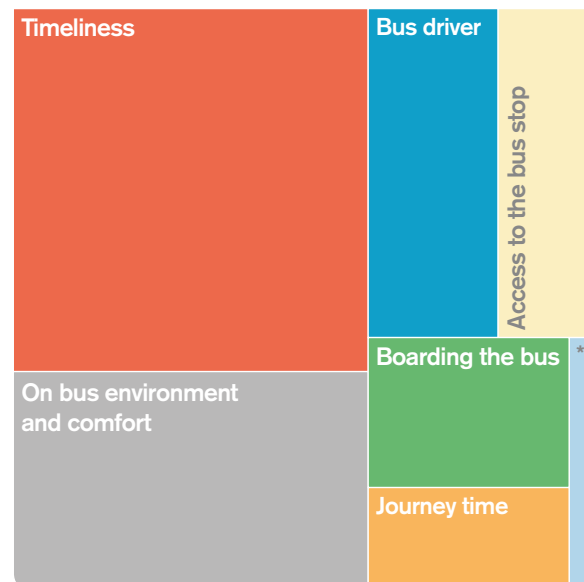 Timeliness
Bus driver
Access to the bus stop
Boarding the bus
*
On bus environment
and comfort
Journey time